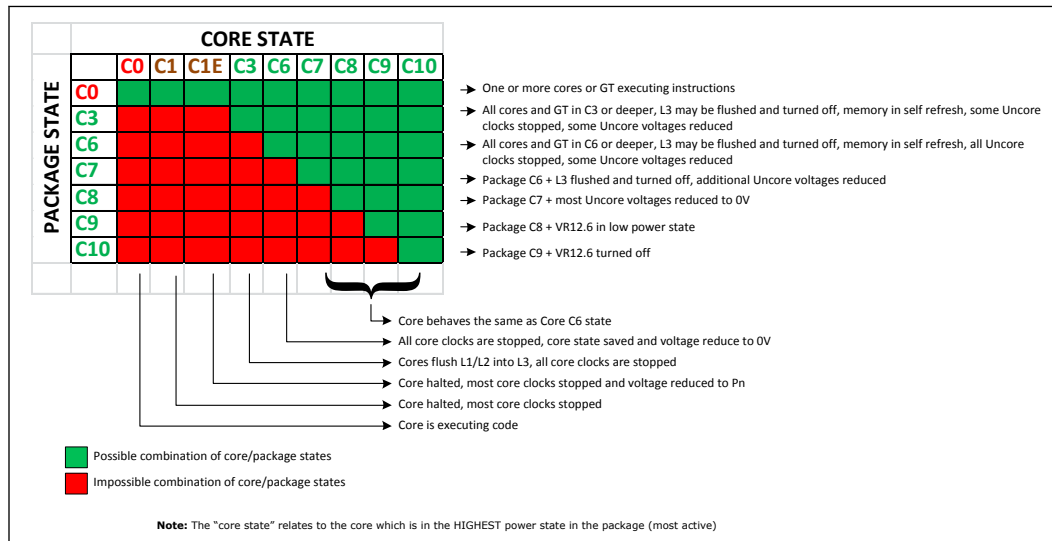 CORE STATE
PACKAGE STATE
C0 C1 C1E C3 C6 C7 C8 C9 C10
C0
C3
C6
C7
C8
C9
C10
One or more cores or GT executing instructions
All cores and GT in C3 or deeper, L3 may be flushed and turned off, memory in self refresh, some Uncore
clocks stopped, some Uncore voltages reduced
All cores and GT in C6 or deeper, L3 may be flushed and turned off, memory in self refresh, all Uncore
clocks stopped, some Uncore voltages reduced
Package C6 + L3 flushed and turned off, additional Uncore voltages reduced
Package C7 + most Uncore voltages reduced to 0V
Package C8 + VR12.6 in low power state
Package C9 + VR12.6 turned off
Core behaves the same as Core C6 state
All core clocks are stopped, core state saved and voltage reduce to 0V
Cores flush L1/L2 into L3, all core clocks are stopped
Core halted, most core clocks stopped and voltage reduced to Pn
Core halted, most core clocks stopped
Core is executing code
Possible combination of core/package states
Impossible combination of core/package states
Note: The “core state” relates to the core which is in the HIGHEST power state in the package (most active)